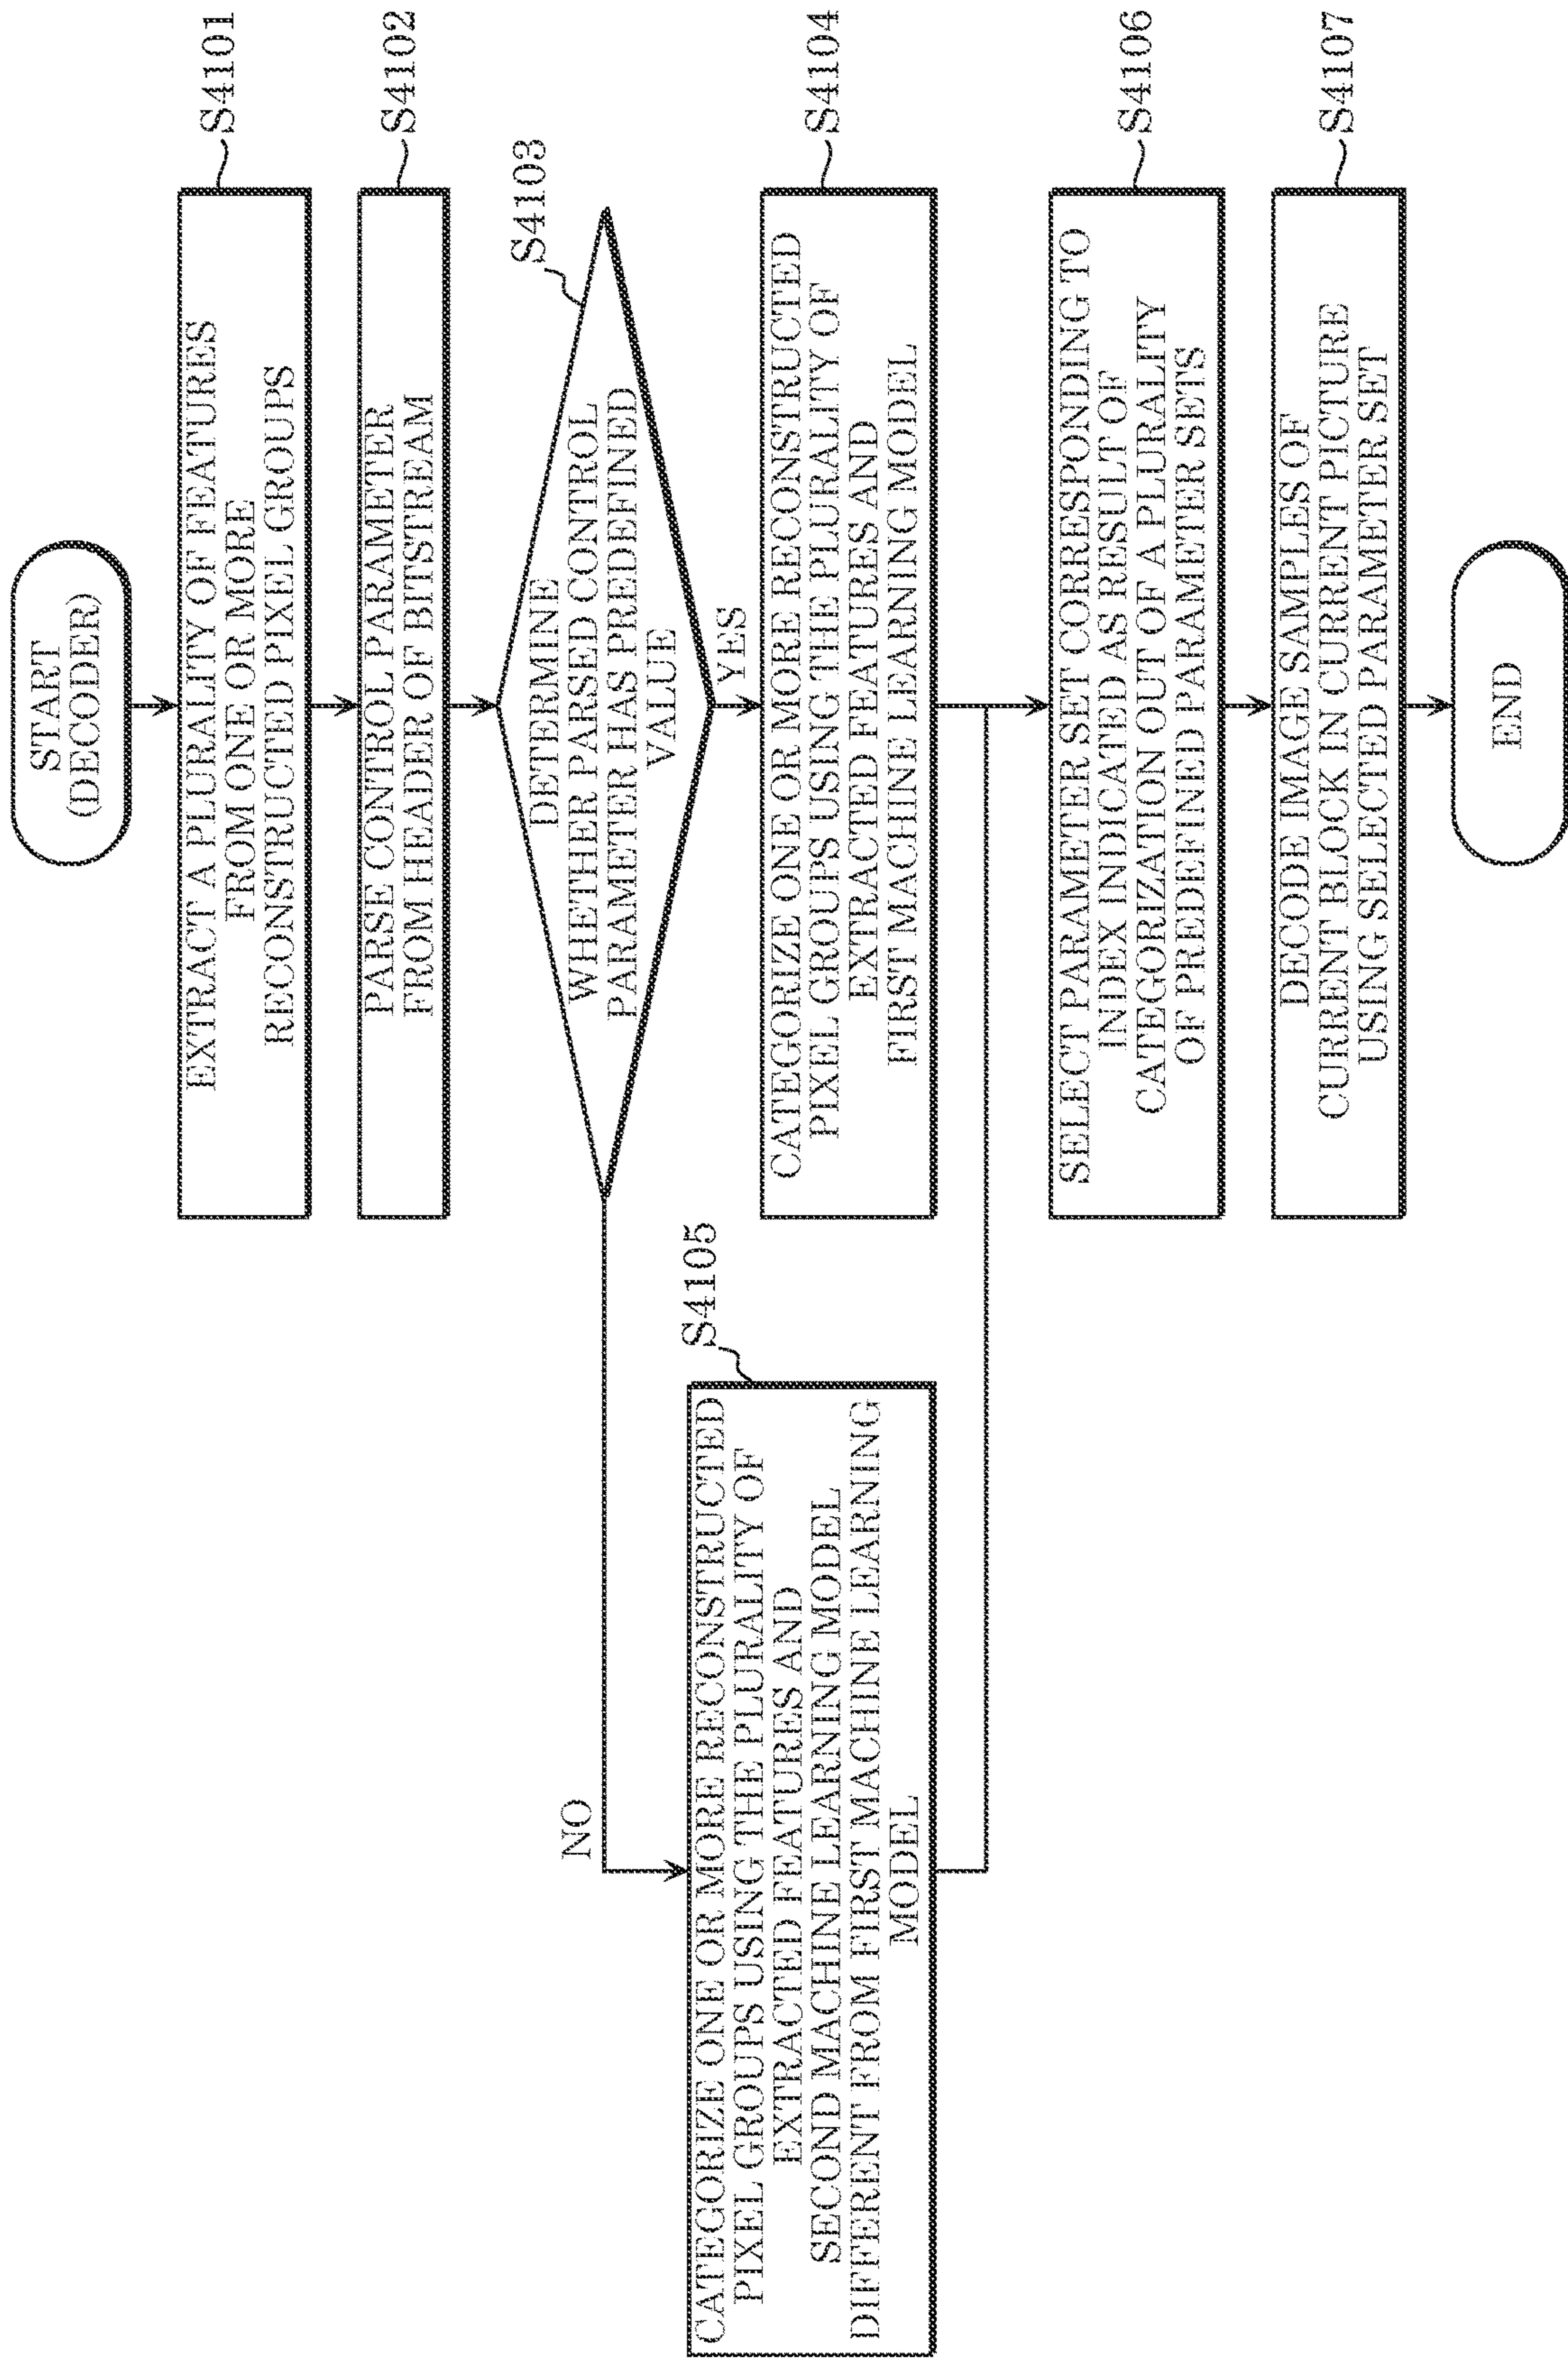 START
(DECODER)
EXTRACT A PLURALITY OF FEATURES
FROM ONE OR MORE
RECONSTRUCTED PIXEL GROUPS
S4101
PARSE CONTROL PARAMETER
FROM HEADER OF BITSTREAM
S4102
DETERMINE
WHETHER PARSED CONTROL
PARAMETER HAS PREDEFINED
VALUE
S4103
YES
NO
CATEGORIZE ONE OR MORE RECONSTRUCTED
PIXEL GROUPS USING THE PLURALITY OF
EXTRACTED FEATURES AND
FIRST MACHINE LEARNING MODEL
S4104
CATEGORIZE ONE OR MORE RECONSTRUCTED
PIXEL GROUPS USING THE PLURALITY OF
EXTRACTED FEATURES AND
SECOND MACHINE LEARNING MODEL
DIFFERENT FROM FIRST MACHINE LEARNING
MODEL
S4105
SELECT PARAMETER SET CORRESPONDING TO
INDEX INDICATED AS RESULT OF
CATEGORIZATION OUT OF A PLURALITY
OF PREDEFINED PARAMETER SETS
S4106
DECODE IMAGE SAMPLES OF
CURRENT BLOCK IN CURRENT PICTURE
USING SELECTED PARAMETER SET
S4107
END